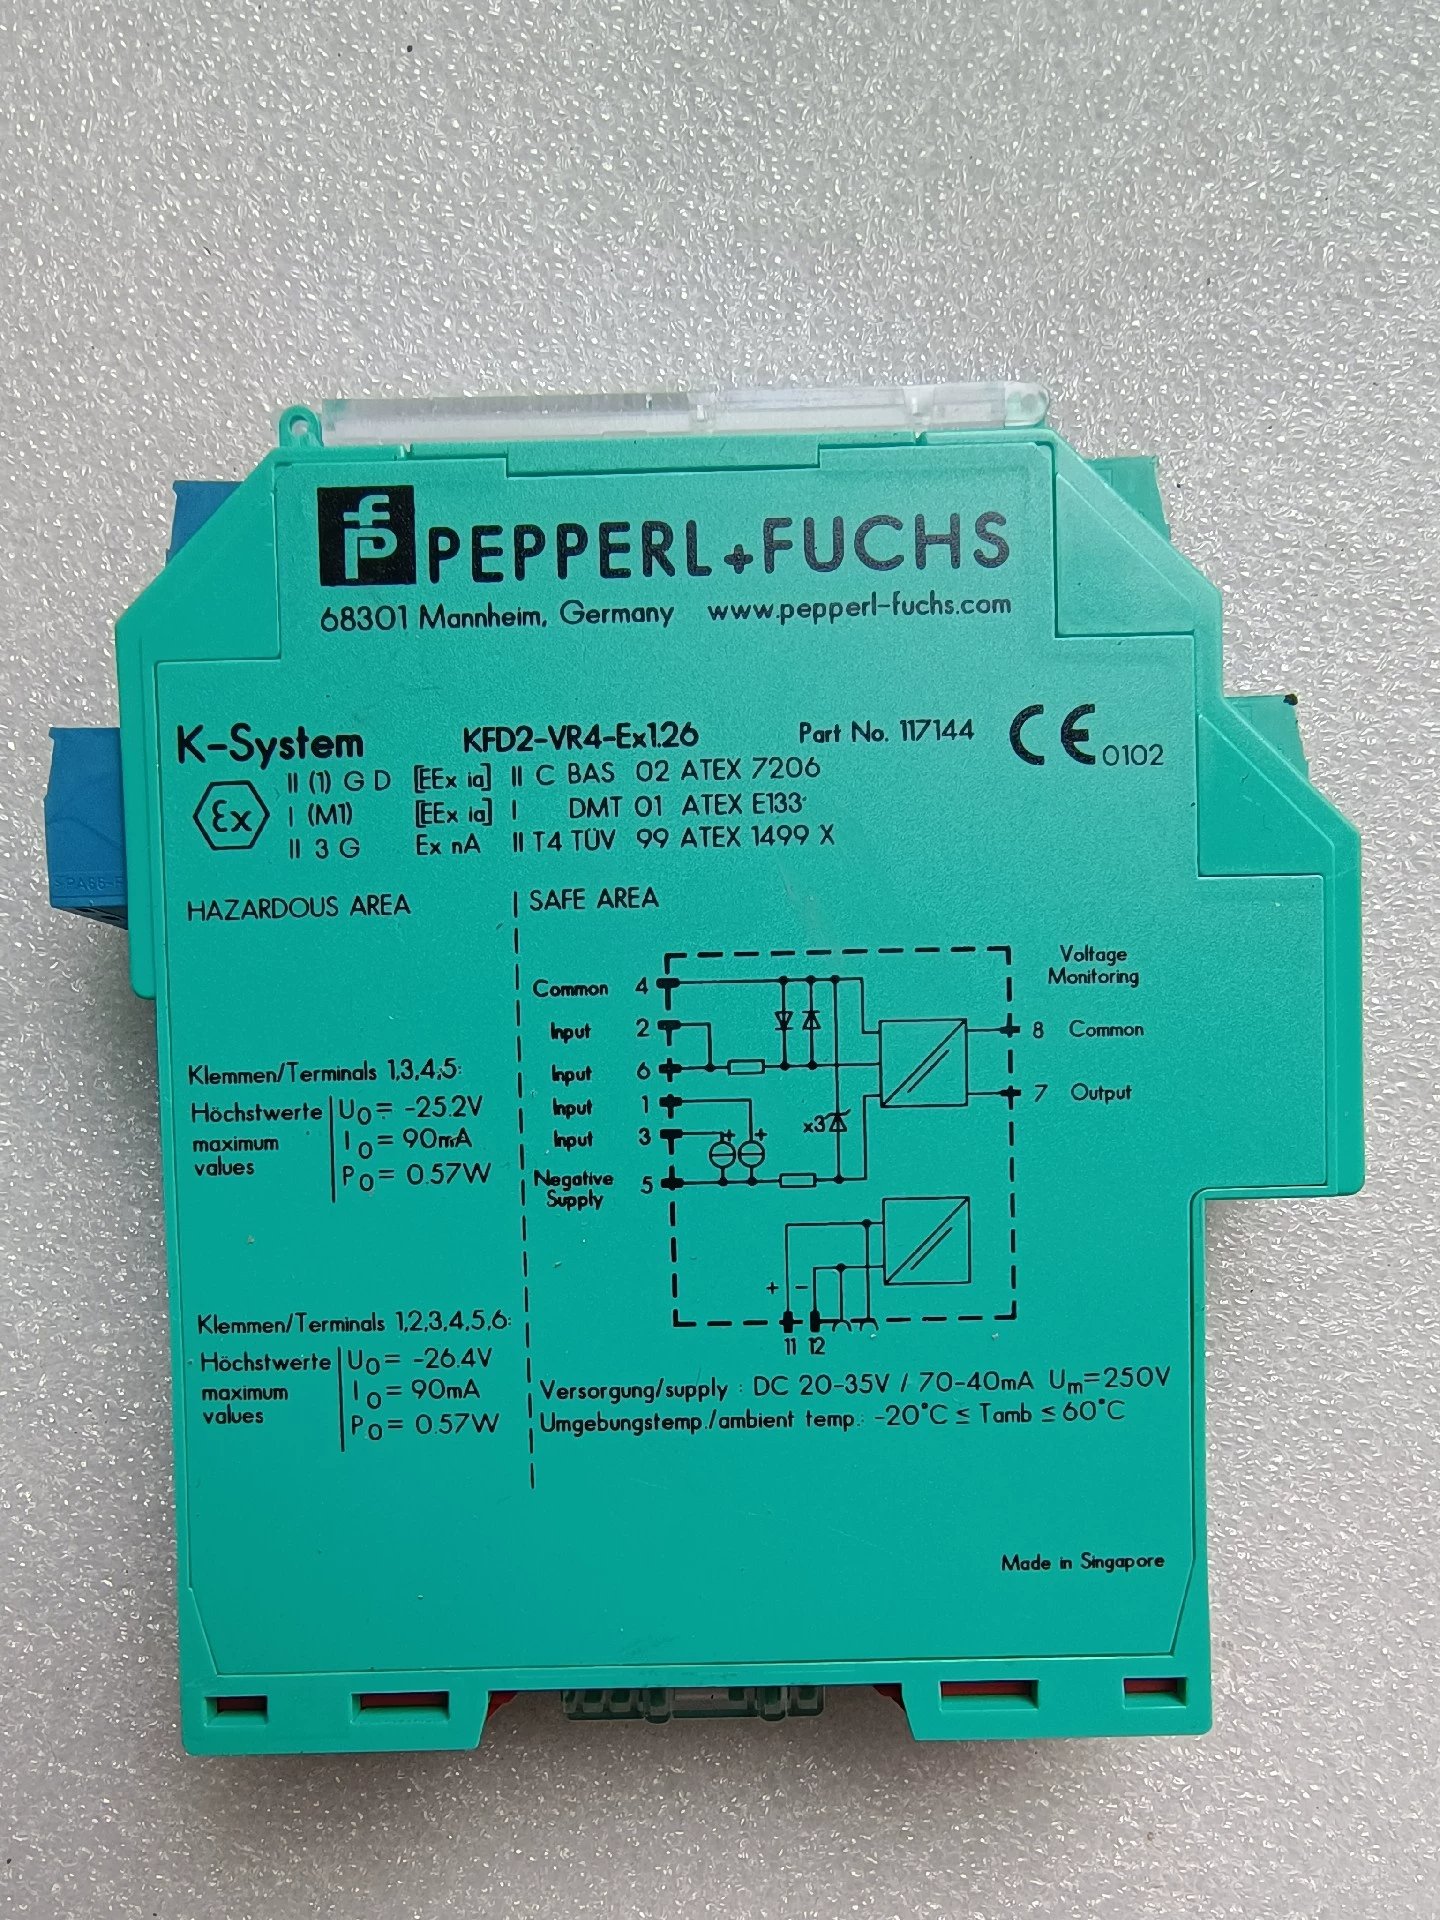 PEPPERL+FUCHS
68301 Mannheim, Germany www.pepperl-fuchs.com
K-System KFD2-VR4-Ex1.26 Part No. 117144 CE 0102
Ex
II (1) G D [EEx ia] II C BAS 02 ATEX 7206
I (M1) [EEx ia] I DMT 01 ATEX E133
II 3 G Ex nA II T4 TÜV 99 ATEX 1499 X
HAZARDOUS AREA SAFE AREA
Voltage
Monitoring
Common 4
Input 2
8 Common
Input 6
7 Output
Input 1
x3
Input 3
Negative
Supply 5
+ + + −
11 12
Klemmen/Terminals 1,3,4,5:
Höchstwerte
maximum
values
U0= -25.2V
I0= 90mA
P0= 0.57W
Klemmen/Terminals 1,2,3,4,5,6:
Höchstwerte
maximum
values
U0= -26.4V
I0= 90mA
P0= 0.57W
Versorgung/supply : DC 20-35V / 70-40mA Um=250V
Umgebungstemp./ambient temp.: -20°C ≤ Tamb ≤ 60°C
Made in Singapore